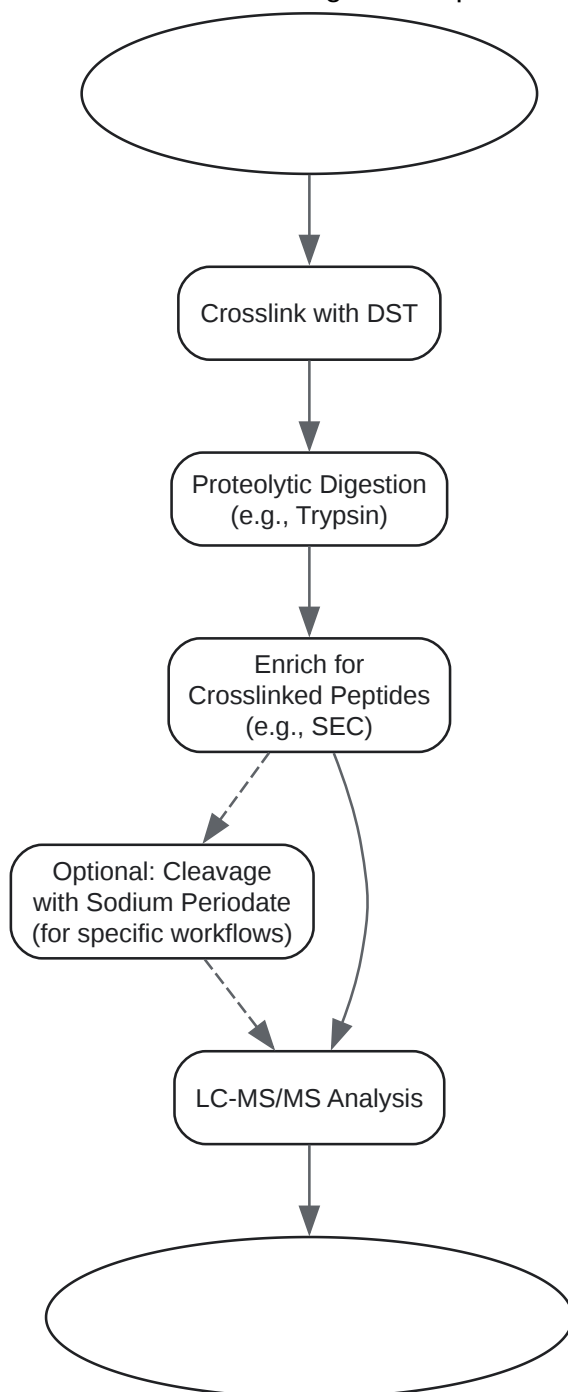 Crosslink with DST
Proteolytic Digestion
(e.g., Trypsin)
Enrich for
Crosslinked Peptides
(e.g., SEC)
Optional: Cleavage
with Sodium Periodate
(for specific workflows)
LC-MS/MS Analysis